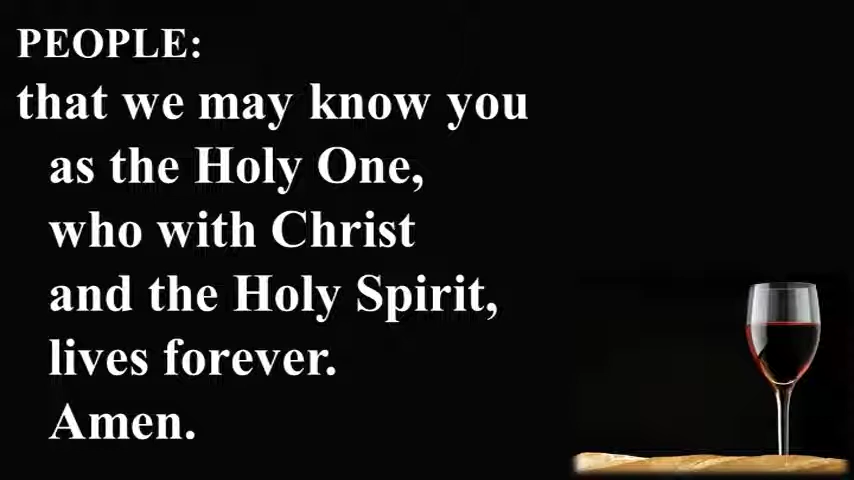 PEOPLE:
that we may know you
as the Holy One,
who with Christ
and the Holy Spirit,
lives forever.
Amen.